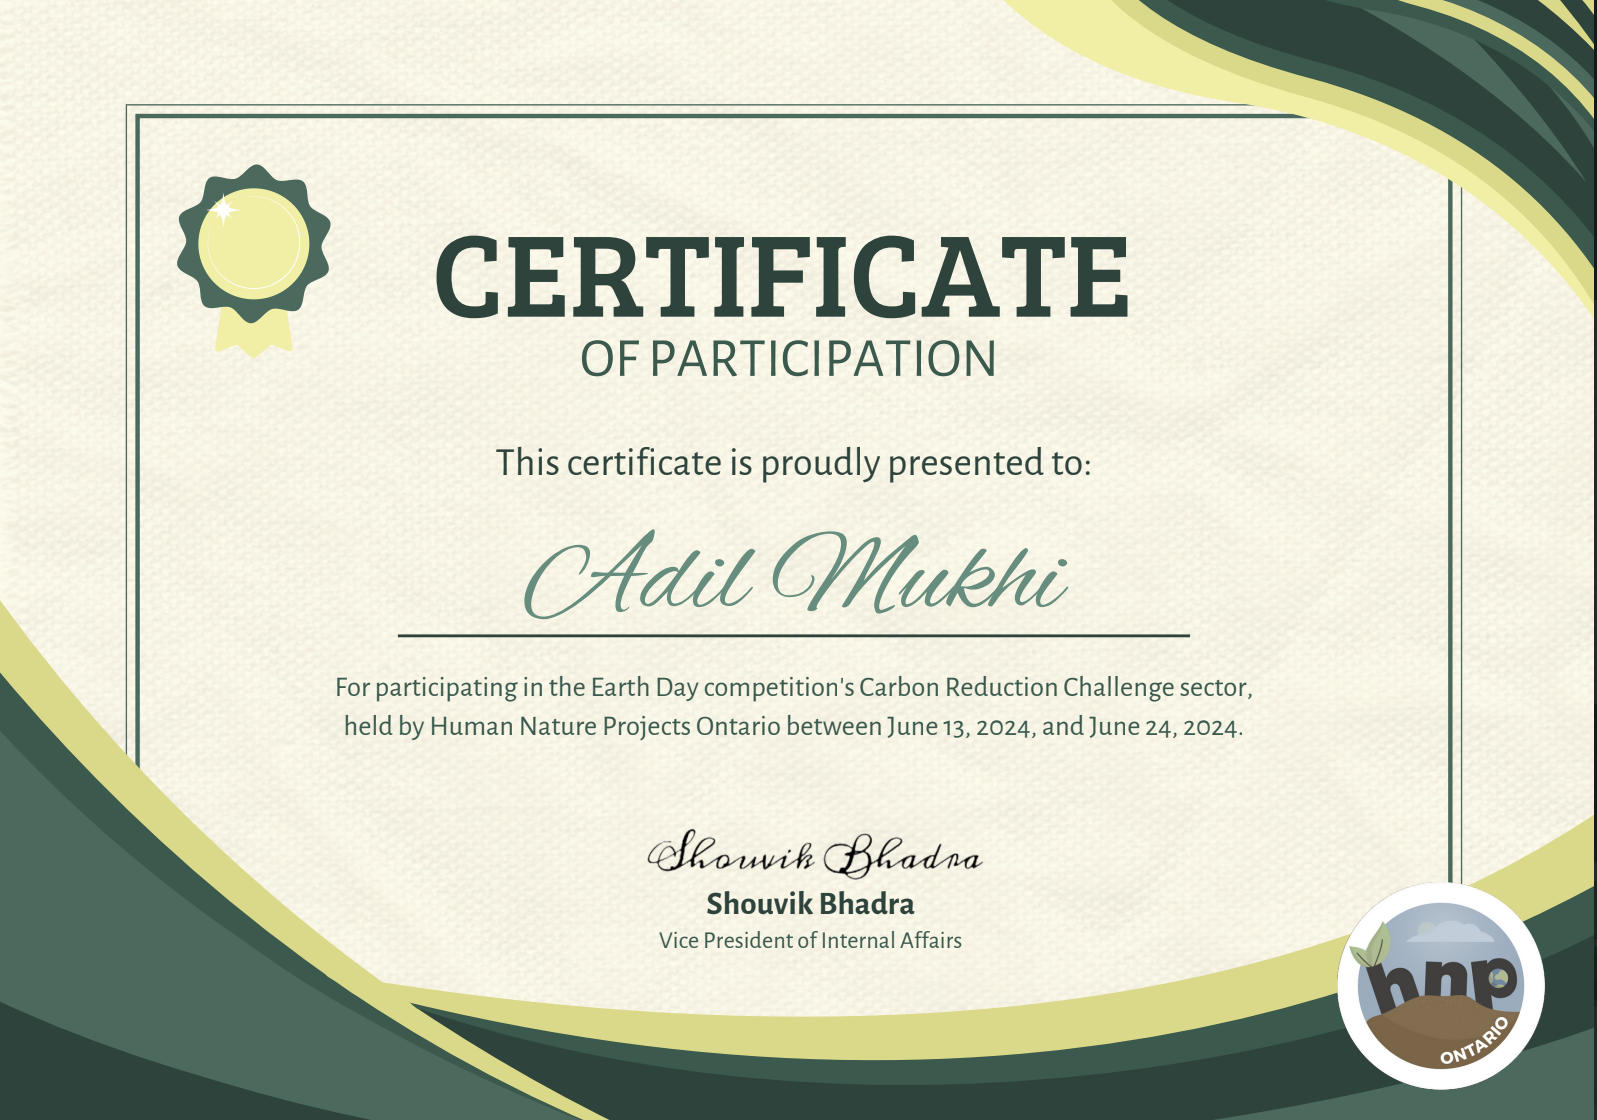 CERTIFICATE
OF PARTICIPATION
This certificate is proudly presented to:
Adil Mukhi
For participating in the Earth Day competition's Carbon Reduction Challenge sector,
held by Human Nature Projects Ontario between June 13, 2024, and June 24, 2024.
Shouvik Bhadra
Shouvik Bhadra
Vice President of Internal Affairs
hnp
ONTARIO